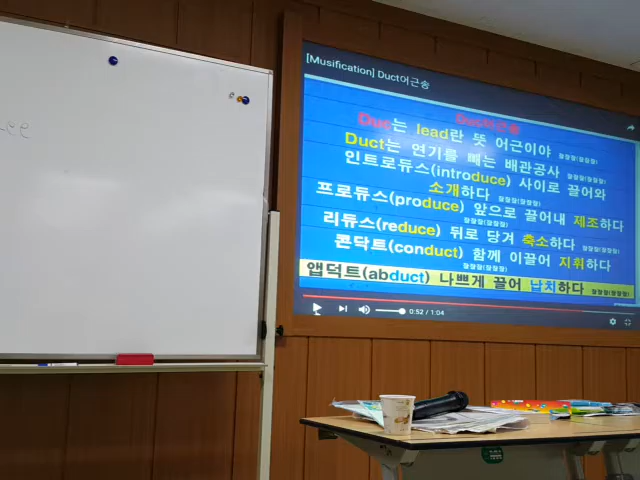 [Musification] Duct어근송
Duc어근송
Duc는 lead란 뜻 어근이야 (참참참)
Duct는 연기를 빼는 배관공사
인트로듀스(introduce) 사이로 끌어와
소개하다
프로듀스(produce) 앞으로 끌어내 제조하다
리듀스(reduce) 뒤로 당겨 축소하다
콘덕트(conduct) 함께 이끌어 지휘하다
앱덕트(abduct) 나쁘게 끌어 납치하다
0:52 / 1:04